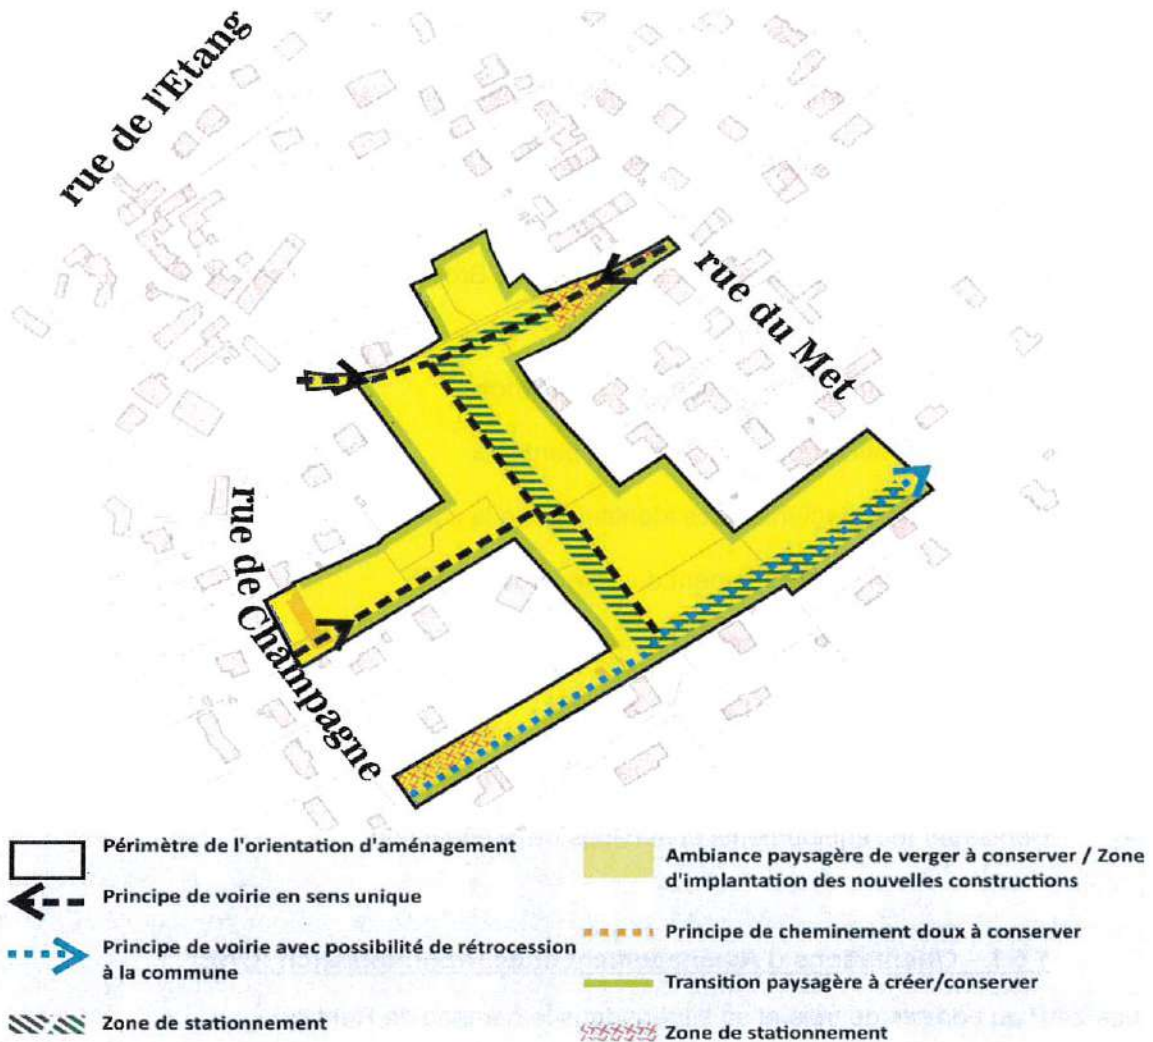 rue de l'Etang
rue du Met
rue de Champagne
Périmètre de l'orientation d'aménagement
Principe de voirie en sens unique
Principe de voirie avec possibilité de rétrocession
à la commune
Zone de stationnement
Ambiance paysagère de verger à conserver / Zone
d'implantation des nouvelles constructions
Principe de cheminement doux à conserver
Transition paysagère à créer/conserver
Zone de stationnement